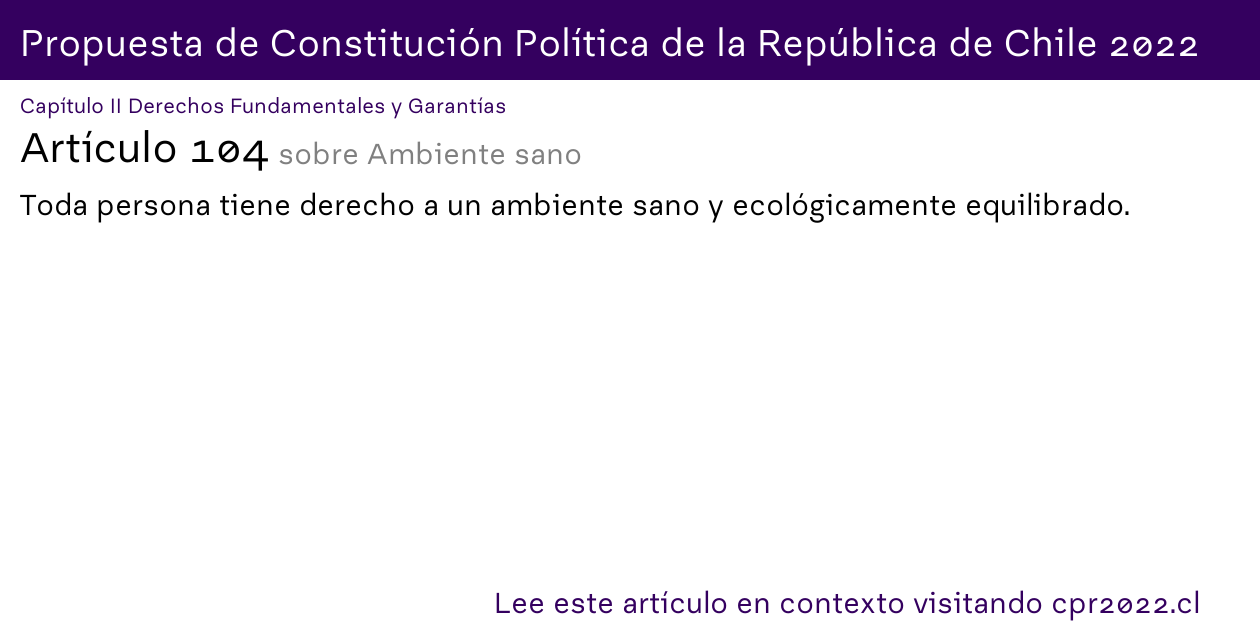 Propuesta de Constitución Política de la República de Chile 2022
Capítulo II Derechos Fundamentales y Garantías
Artículo 104 sobre Ambiente sano
Toda persona tiene derecho a un ambiente sano y ecológicamente equilibrado.
Lee este artículo en contexto visitando cpr2022.cl